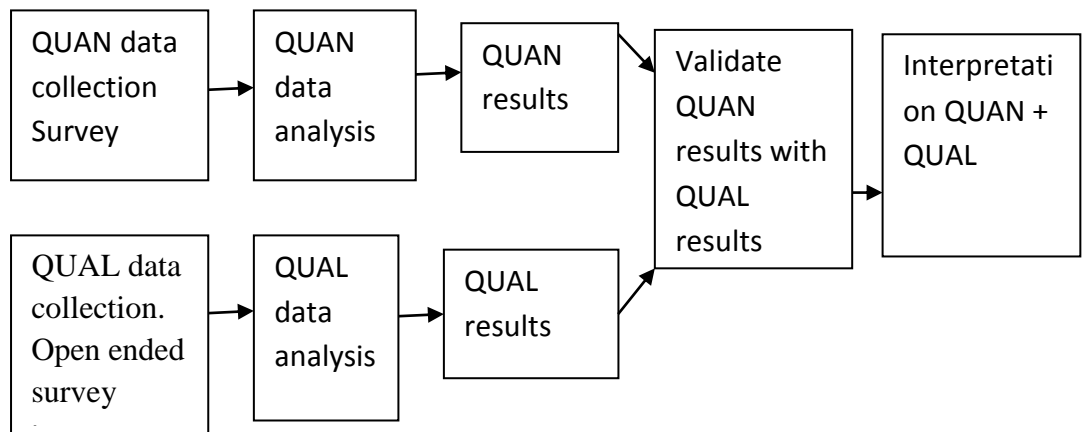 QUAN data
collection
Survey
QUAN
data
analysis
QUAN
results
Validate
QUAN
results with
QUAL
results
Interpretati
on QUAN +
QUAL
QUAL data
collection.
Open ended
survey
QUAL
data
analysis
QUAL
results